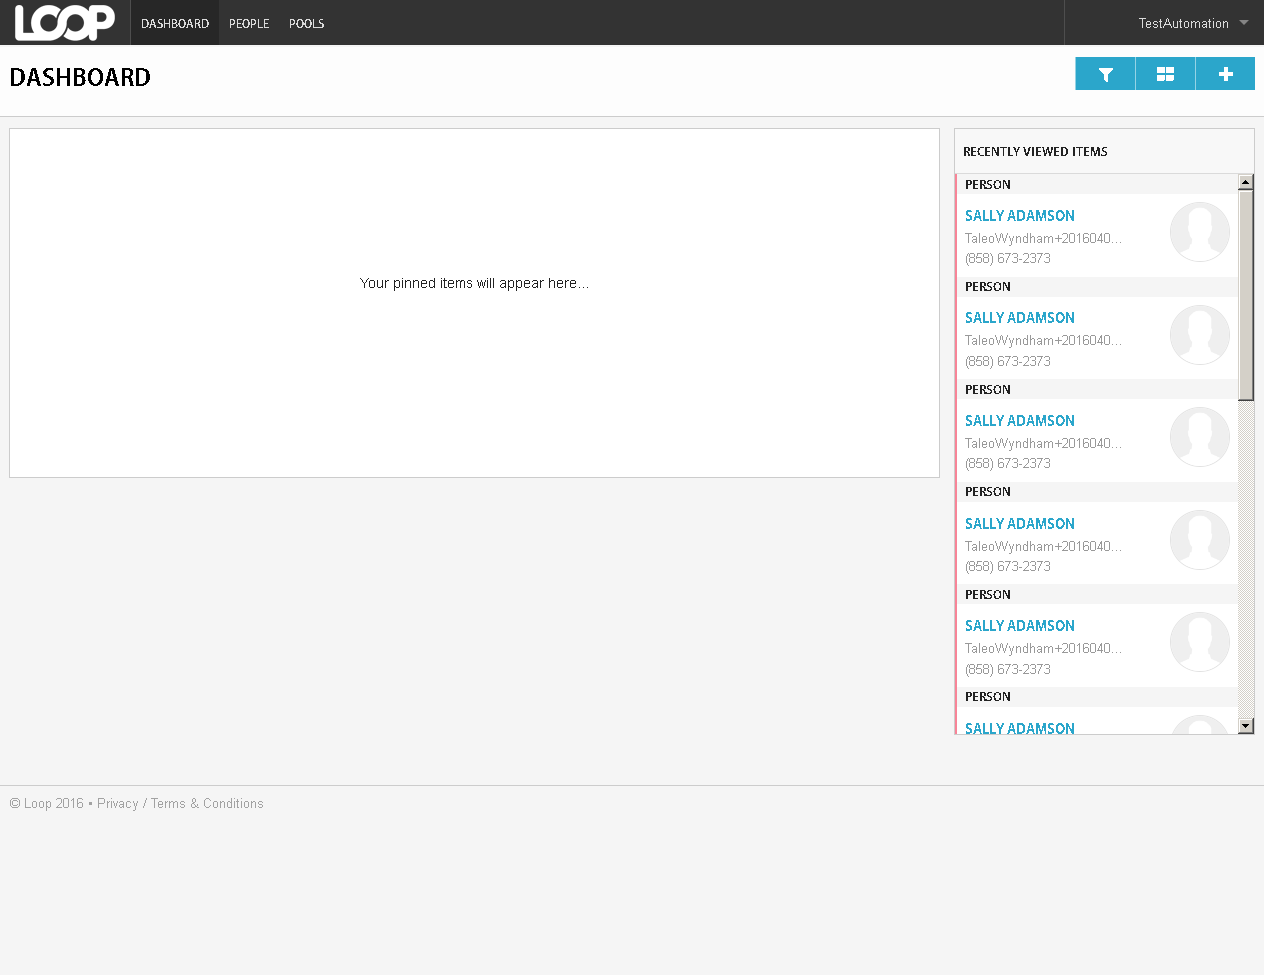 LOOP
DASHBOARD
PEOPLE
POOLS
TestAutomation
DASHBOARD
Your pinned items will appear here...
RECENTLY VIEWED ITEMS
PERSON
SALLY ADAMSON
TaleoWyndham+2016040...
(858) 673-2373
PERSON
SALLY ADAMSON
TaleoWyndham+2016040...
(858) 673-2373
PERSON
SALLY ADAMSON
TaleoWyndham+2016040...
(858) 673-2373
PERSON
SALLY ADAMSON
TaleoWyndham+2016040...
(858) 673-2373
PERSON
SALLY ADAMSON
TaleoWyndham+2016040...
(858) 673-2373
PERSON
SALLY ADAMSON
© Loop 2016 • Privacy / Terms & Conditions